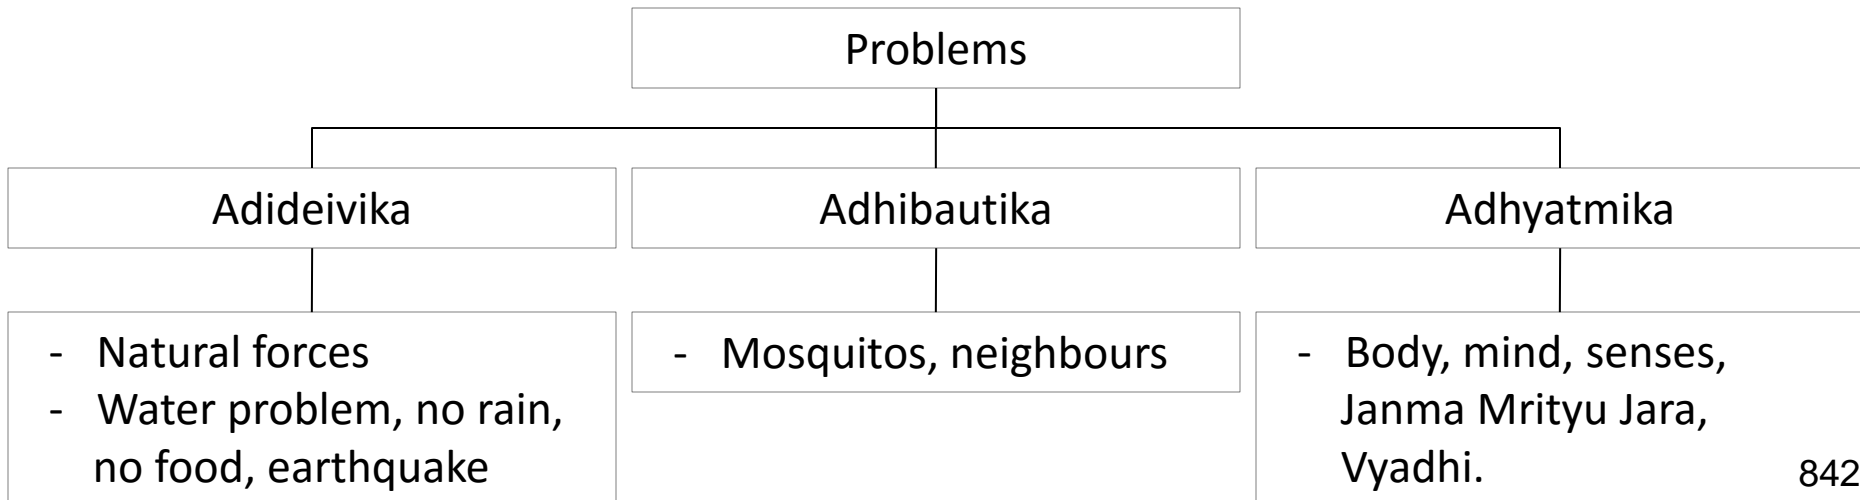 Problems
Adideivika
Adhibautika
Adhyatmika
- Natural forces
- Water problem, no rain,
no food, earthquake
- Mosquitos, neighbours
- Body, mind, senses,
Janma Mrityu Jara,
Vyadhi.
842